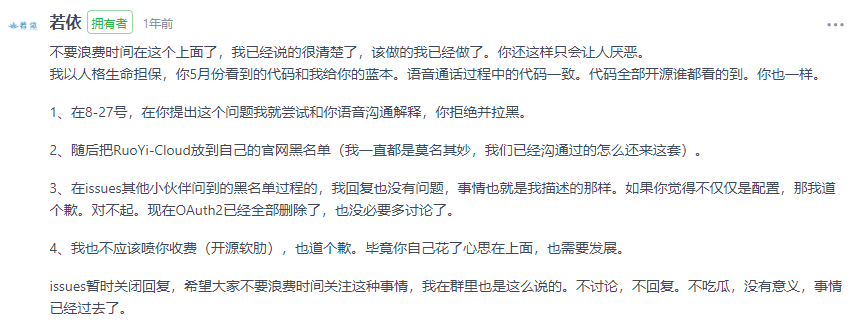 若依
若依 拥有者 1年前
不要浪费时间在这个上面了，我已经说的很清楚了，该做的我已经做了。你还这样只会让人厌恶。
我以人格生命担保，你5月份看到的代码和我给你的蓝本。语音通话过程中的代码一致。代码全部开源谁都看的到。你也一样。
1、在8-27号，在你提出这个问题我就尝试和你语音沟通解释，你拒绝并拉黑。
2、随后把RuoYi-Cloud放到自己的官网黑名单（我一直都是莫名其妙，我们已经沟通过的怎么还来这套）。
3、在issues其他小伙伴问到的黑名单过程的，我回复也没有问题，事情也就是我描述的那样。如果你觉得不仅仅是配置，那我道
个歉。对不起。现在OAuth2已经全部删除了，也没必要多讨论了。
4、我也不应该喷你收费（开源软肋），也道个歉。毕竟你自己花了心思在上面，也需要发展。
issues暂时关闭回复，希望大家不要浪费时间关注这种事情，我在群里也是这么说的。不讨论，不回复。不吃瓜，没有意义，事情
已经过去了。